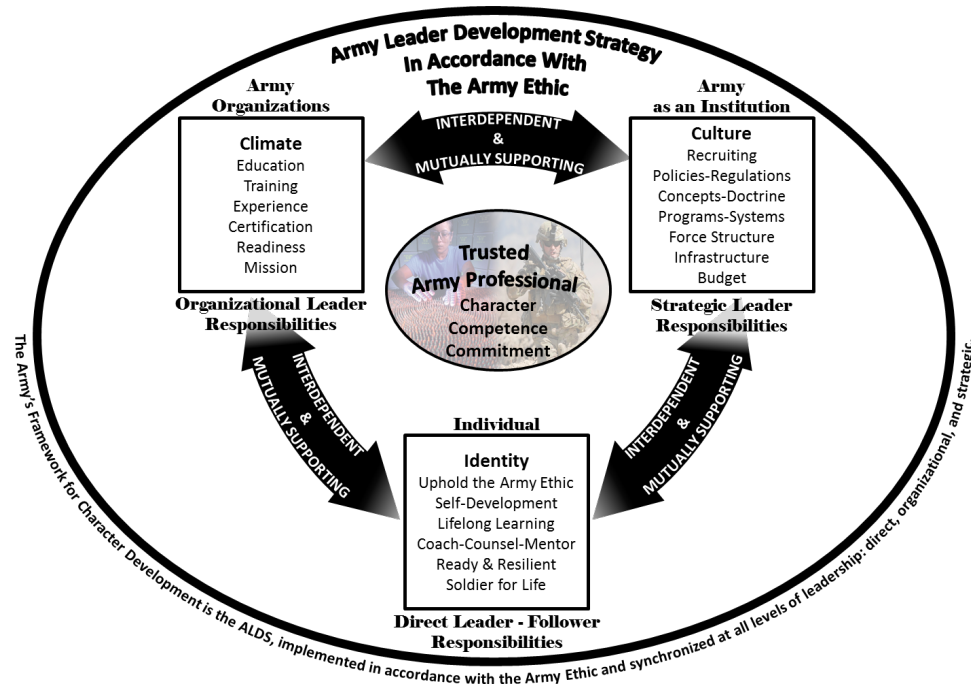 Army Leader Development Strategy
In Accordance With
The Army Ethic
Army
Organizations
Climate
Education
Training
Experience
Certification
Readiness
Mission
Organizational Leader
Responsibilities
INTERDEPENDENT
&
MUTUALLY SUPPORTING
Army
as an Institution
Culture
Recruiting
Policies-Regulations
Concepts-Doctrine
Programs-Systems
Force Structure
Infrastructure
Budget
Strategic Leader
Responsibilities
Trusted
Army Professional
Character
Competence
Commitment
INTERDEPENDENT
&
MUTUALLY SUPPORTING
INTERDEPENDENT
&
MUTUALLY SUPPORTING
Individual
Identity
Uphold the Army Ethic
Self-Development
Lifelong Learning
Coach-Counsel-Mentor
Ready & Resilient
Soldier for Life
Direct Leader - Follower
Responsibilities
The Army's Framework for Character Development is the ALDS, implemented in accordance with the Army Ethic and synchronized at all levels of leadership: direct, organizational, and strategic.